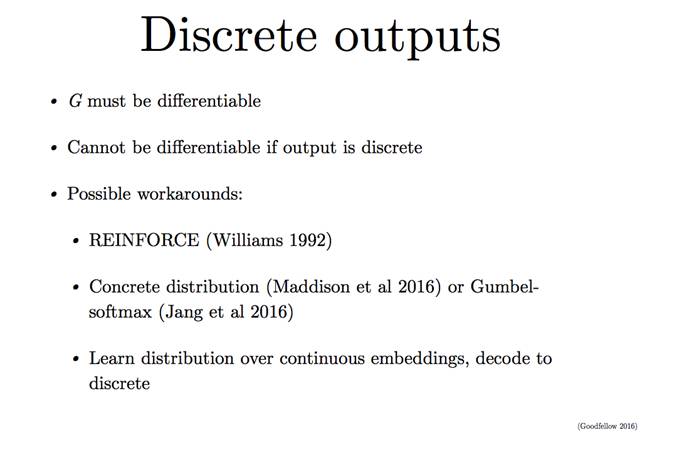 Discrete outputs
• G must be differentiable
• Cannot be differentiable if output is discrete
• Possible workarounds:
• REINFORCE (Williams 1992)
• Concrete distribution (Maddison et al 2016) or Gumbel-
softmax (Jang et al 2016)
• Learn distribution over continuous embeddings, decode to
discrete
(Goodfellow 2016)